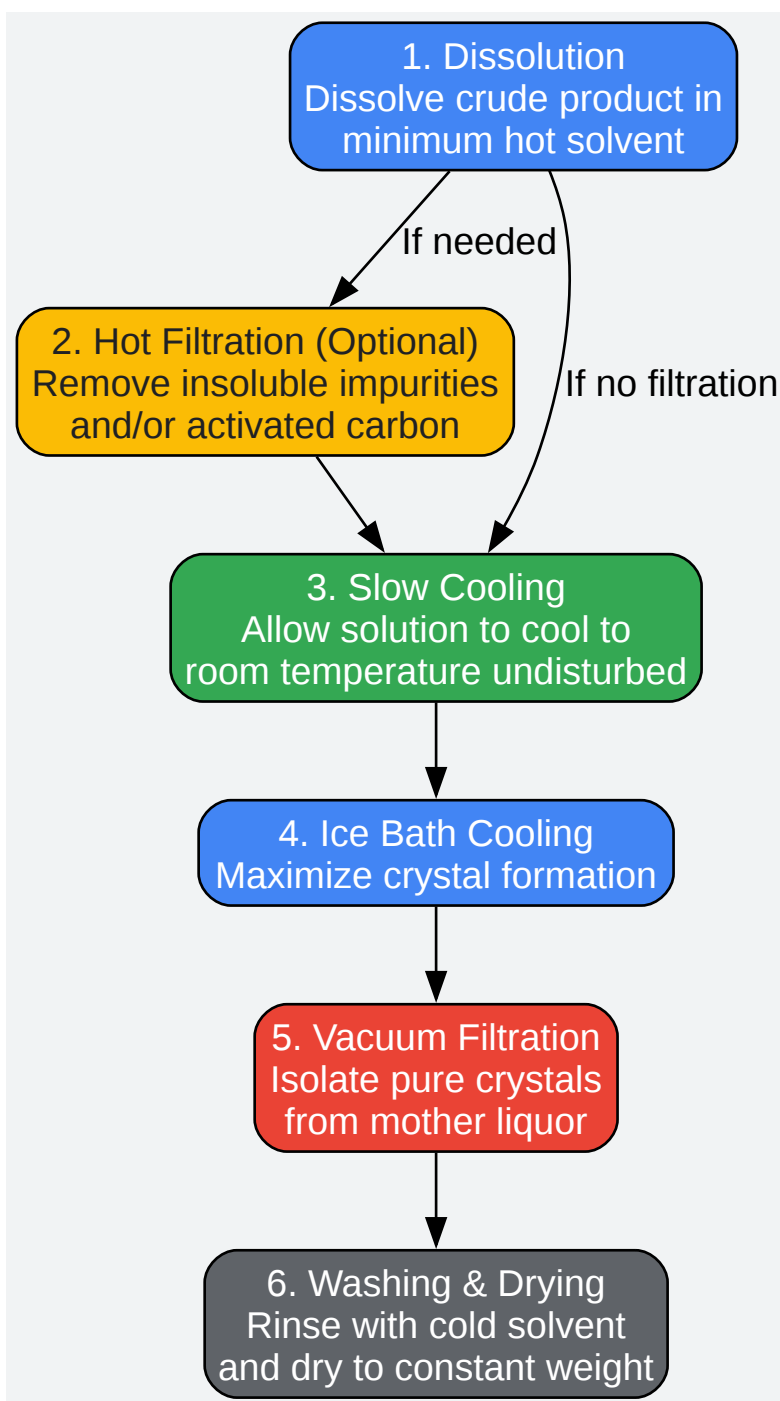 1. Dissolution
Dissolve crude product in
minimum hot solvent
If needed
2. Hot Filtration (Optional)
Remove insoluble impurities
and/or activated carbon
If no filtration
3. Slow Cooling
Allow solution to cool to
room temperature undisturbed
4. Ice Bath Cooling
Maximize crystal formation
5. Vacuum Filtration
Isolate pure crystals
from mother liquor
6. Washing & Drying
Rinse with cold solvent
and dry to constant weight